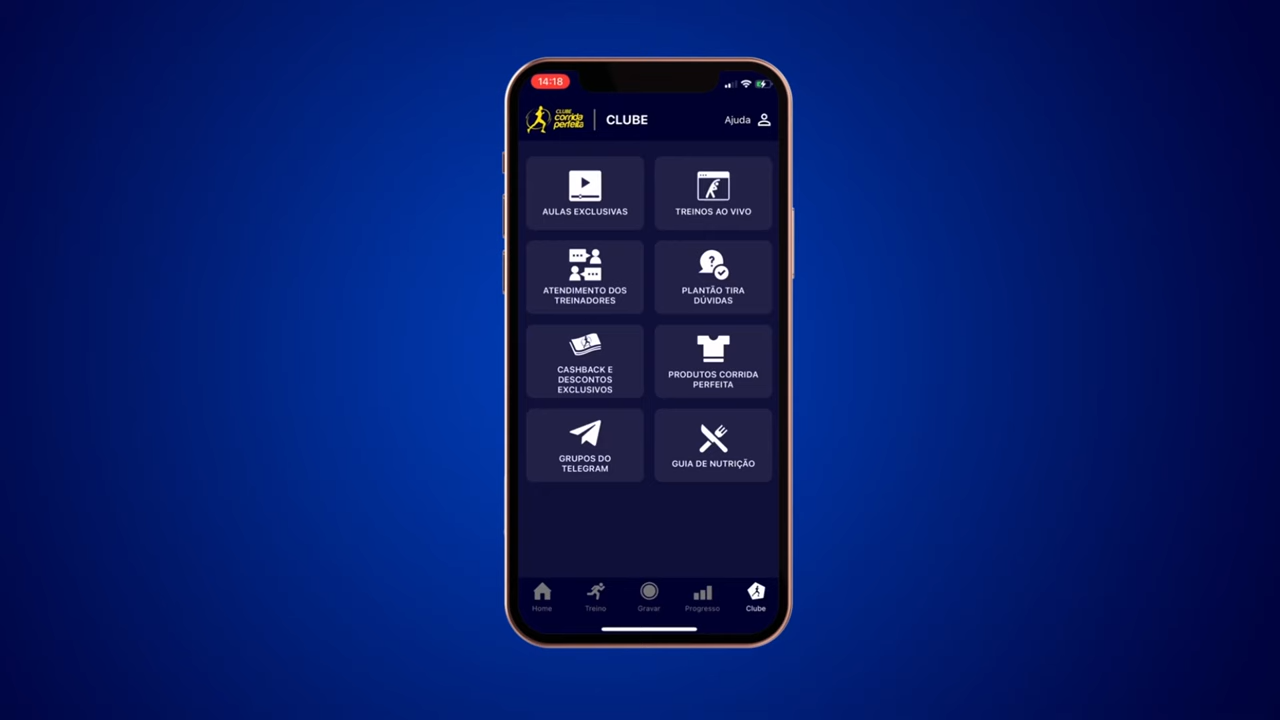 14:18
CLUBE
corrida
perfeita
CLUBE
Ajuda
AULAS EXCLUSIVAS
TREINOS AO VIVO
ATENDIMENTO DOS
TREINADORES
PLANTÃO TIRA
DÚVIDAS
CASHBACK E
DESCONTOS
EXCLUSIVOS
PRODUTOS CORRIDA
PERFEITA
GRUPOS DO
TELEGRAM
GUIA DE NUTRIÇÃO
Home
Treino
Gravar
Progresso
Clube